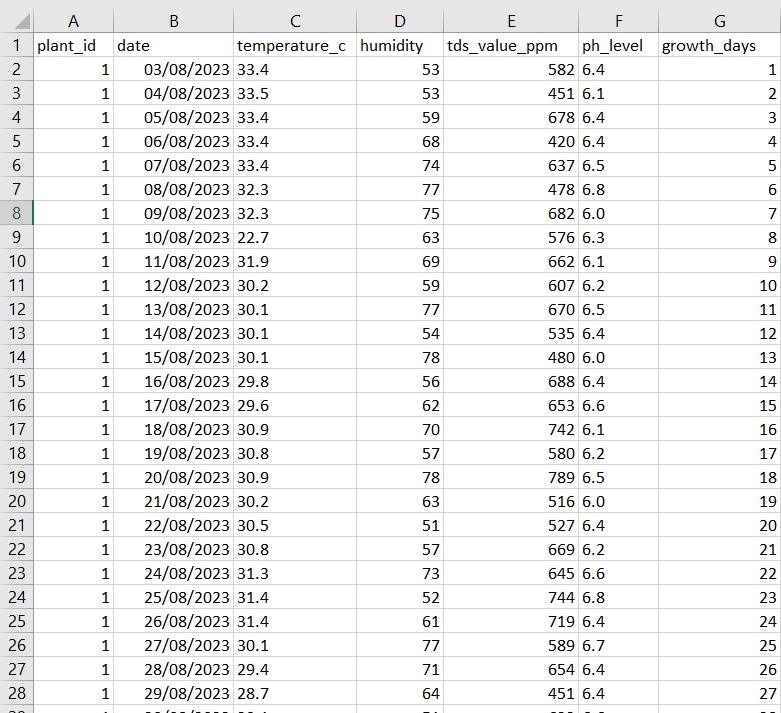 A B C D E F G
1 plant_id date temperature_c humidity tds_value_ppm ph_level growth_days
2 1 03/08/2023 33.4 53 582 6.4 1
3 1 04/08/2023 33.5 53 451 6.1 2
4 1 05/08/2023 33.4 59 678 6.4 3
5 1 06/08/2023 33.4 68 420 6.4 4
6 1 07/08/2023 33.4 74 637 6.5 5
7 1 08/08/2023 32.3 77 478 6.8 6
8 1 09/08/2023 32.3 75 682 6.0 7
9 1 10/08/2023 22.7 63 576 6.3 8
10 1 11/08/2023 31.9 69 662 6.1 9
11 1 12/08/2023 30.2 59 607 6.2 10
12 1 13/08/2023 30.1 77 670 6.5 11
13 1 14/08/2023 30.1 54 535 6.4 12
14 1 15/08/2023 30.1 78 480 6.0 13
15 1 16/08/2023 29.8 56 688 6.4 14
16 1 17/08/2023 29.6 62 653 6.6 15
17 1 18/08/2023 30.9 70 742 6.1 16
18 1 19/08/2023 30.8 57 580 6.2 17
19 1 20/08/2023 30.9 78 789 6.5 18
20 1 21/08/2023 30.2 63 516 6.0 19
21 1 22/08/2023 30.5 51 527 6.4 20
22 1 23/08/2023 30.8 57 669 6.2 21
23 1 24/08/2023 31.3 73 645 6.6 22
24 1 25/08/2023 31.4 52 744 6.8 23
25 1 26/08/2023 31.4 61 719 6.4 24
26 1 27/08/2023 30.1 77 589 6.7 25
27 1 28/08/2023 29.4 71 654 6.4 26
28 1 29/08/2023 28.7 64 451 6.4 27